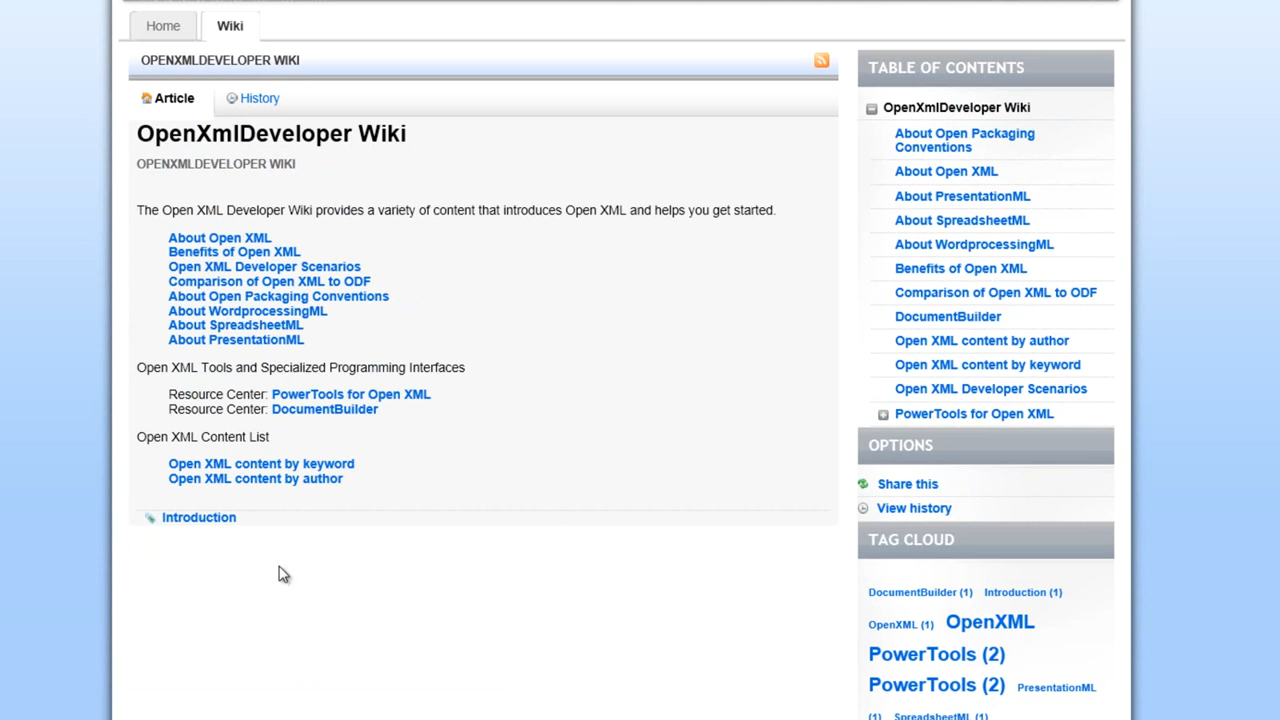 Home
Wiki
OPENXMLDEVELOPER WIKI
Article
History
OpenXmlDeveloper Wiki
OPENXMLDEVELOPER WIKI
The Open XML Developer Wiki provides a variety of content that introduces Open XML and helps you get started.
About Open XML
Benefits of Open XML
Open XML Developer Scenarios
Comparison of Open XML to ODF
About Open Packaging Conventions
About WordprocessingML
About SpreadsheetML
About PresentationML
Open XML Tools and Specialized Programming Interfaces
Resource Center: PowerTools for Open XML
Resource Center: DocumentBuilder
Open XML Content List
Open XML content by keyword
Open XML content by author
Introduction
TABLE OF CONTENTS
OpenXmlDeveloper Wiki
About Open Packaging
Conventions
About Open XML
About PresentationML
About SpreadsheetML
About WordprocessingML
Benefits of Open XML
Comparison of Open XML to ODF
DocumentBuilder
Open XML content by author
Open XML content by keyword
Open XML Developer Scenarios
PowerTools for Open XML
OPTIONS
Share this
View history
TAG CLOUD
DocumentBuilder (1) Introduction (1)
OpenXML (1) OpenXML
PowerTools (2)
PowerTools (2) PresentationML
(1) SpreadsheetML (1)